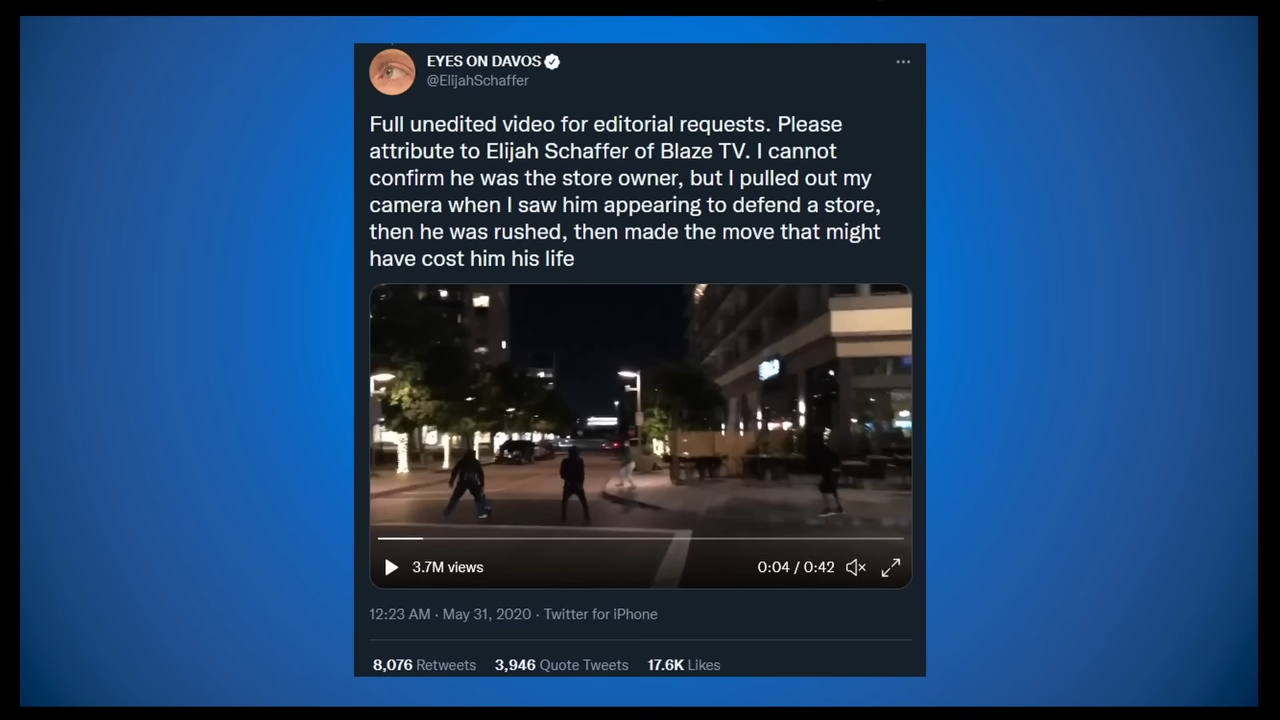 EYES ON DAVOS
@ElijahSchaffer
Full unedited video for editorial requests. Please
attribute to Elijah Schaffer of Blaze TV. I cannot
confirm he was the store owner, but I pulled out my
camera when I saw him appearing to defend a store,
then he was rushed, then made the move that might
have cost him his life
3.7M views
0:04 / 0:42
12:23 AM · May 31, 2020 · Twitter for iPhone
8,076 Retweets 3,946 Quote Tweets 17.6K Likes